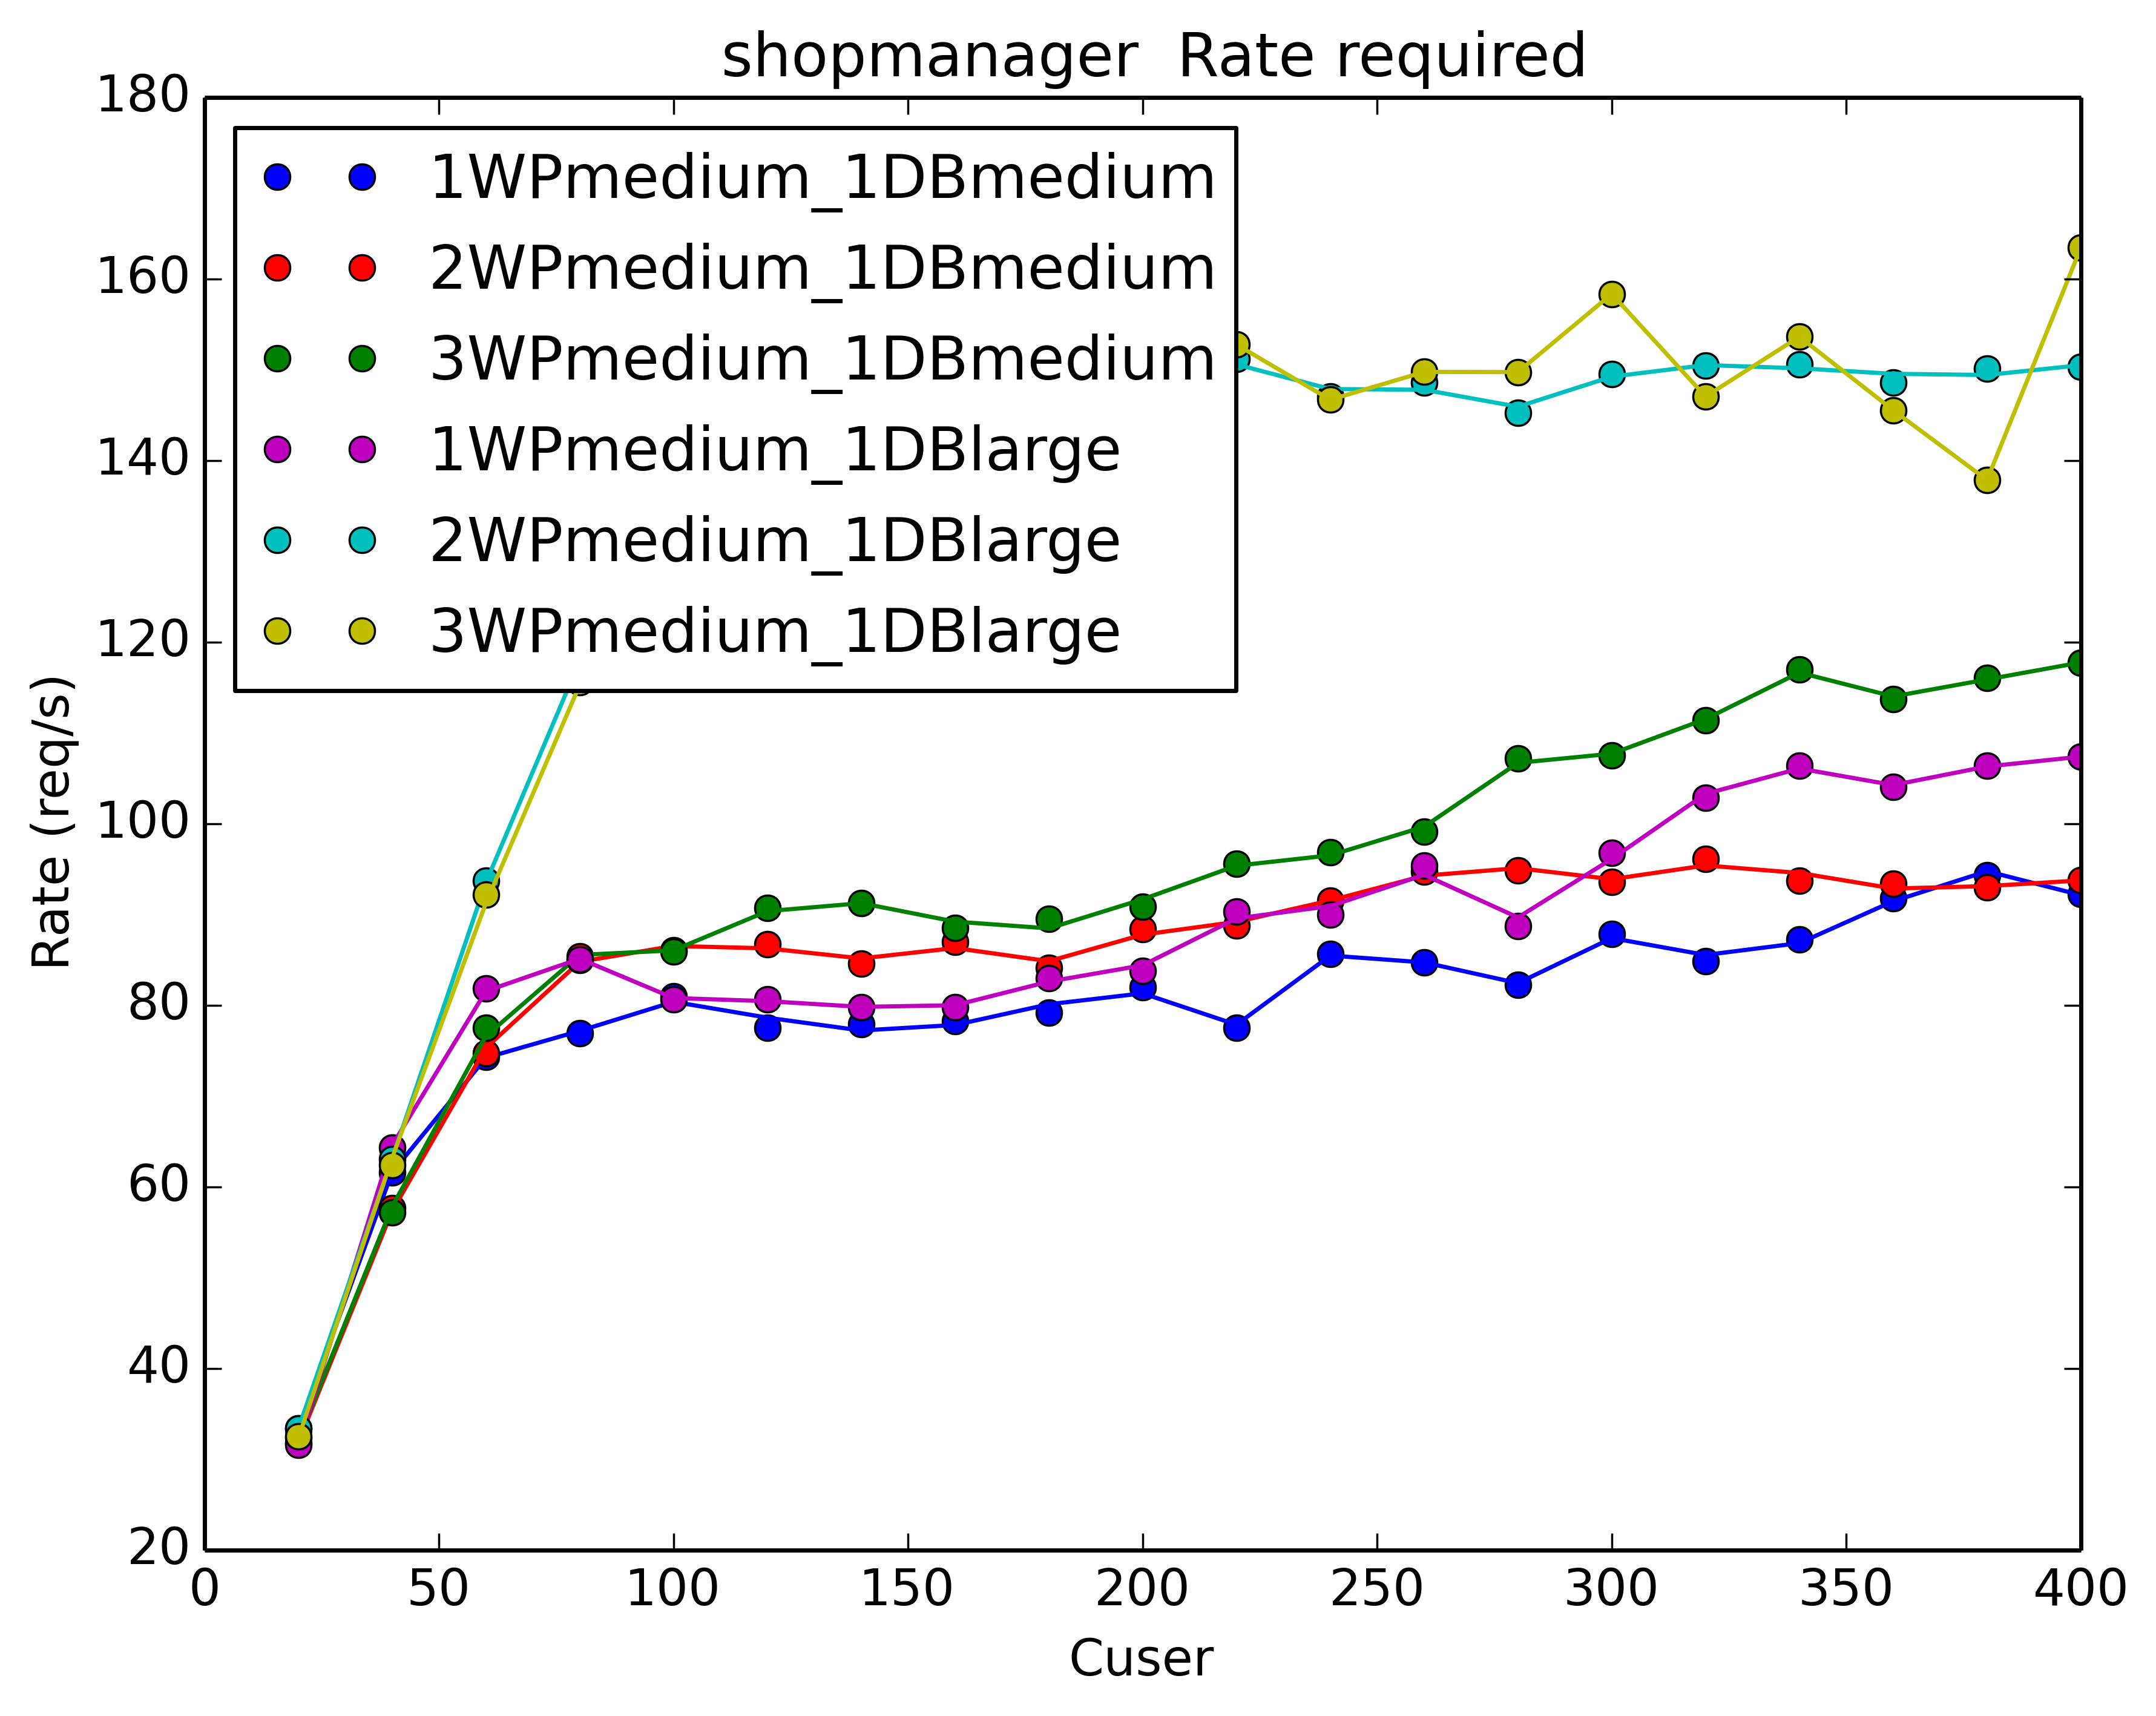 shopmanager  Rate required
180
160
140
120
100
80
60
40
20
Rate (req/s)
1WPmedium_1DBmedium
2WPmedium_1DBmedium
3WPmedium_1DBmedium
1WPmedium_1DBlarge
2WPmedium_1DBlarge
3WPmedium_1DBlarge
0 50 100 150 200 250 300 350 400
Cuser